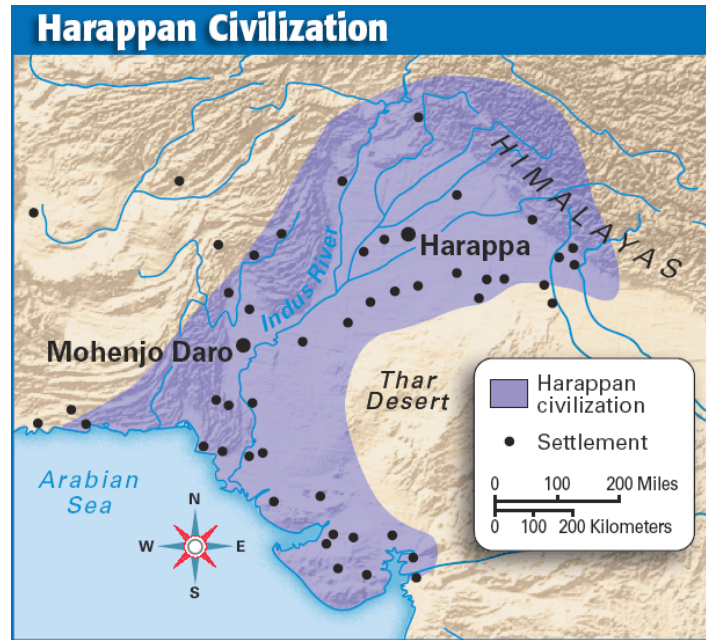 Harappan Civilization
HIMALAYAS
Indus River
Harappa
Mohenjo Daro
Thar
Desert
Arabian
Sea
N
W
E
S
Harappan
civilization
Settlement
0 100 200 Miles
0 100 200 Kilometers